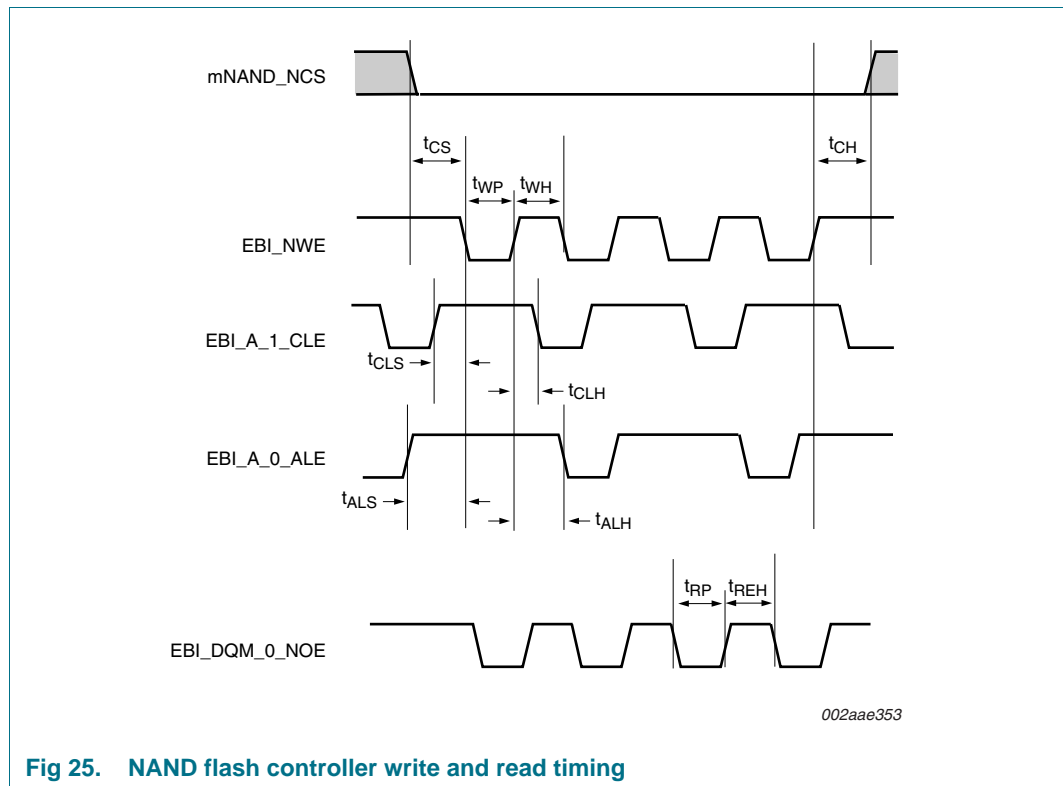 mNAND_NCS
tCS
tCH
tWP
tWH
EBI_NWE
EBI_A_1_CLE
tCLS
tCLH
EBI_A_0_ALE
tALS
tALH
tRP
tREH
EBI_DQM_0_NOE
002aae353
Fig 25. NAND flash controller write and read timing